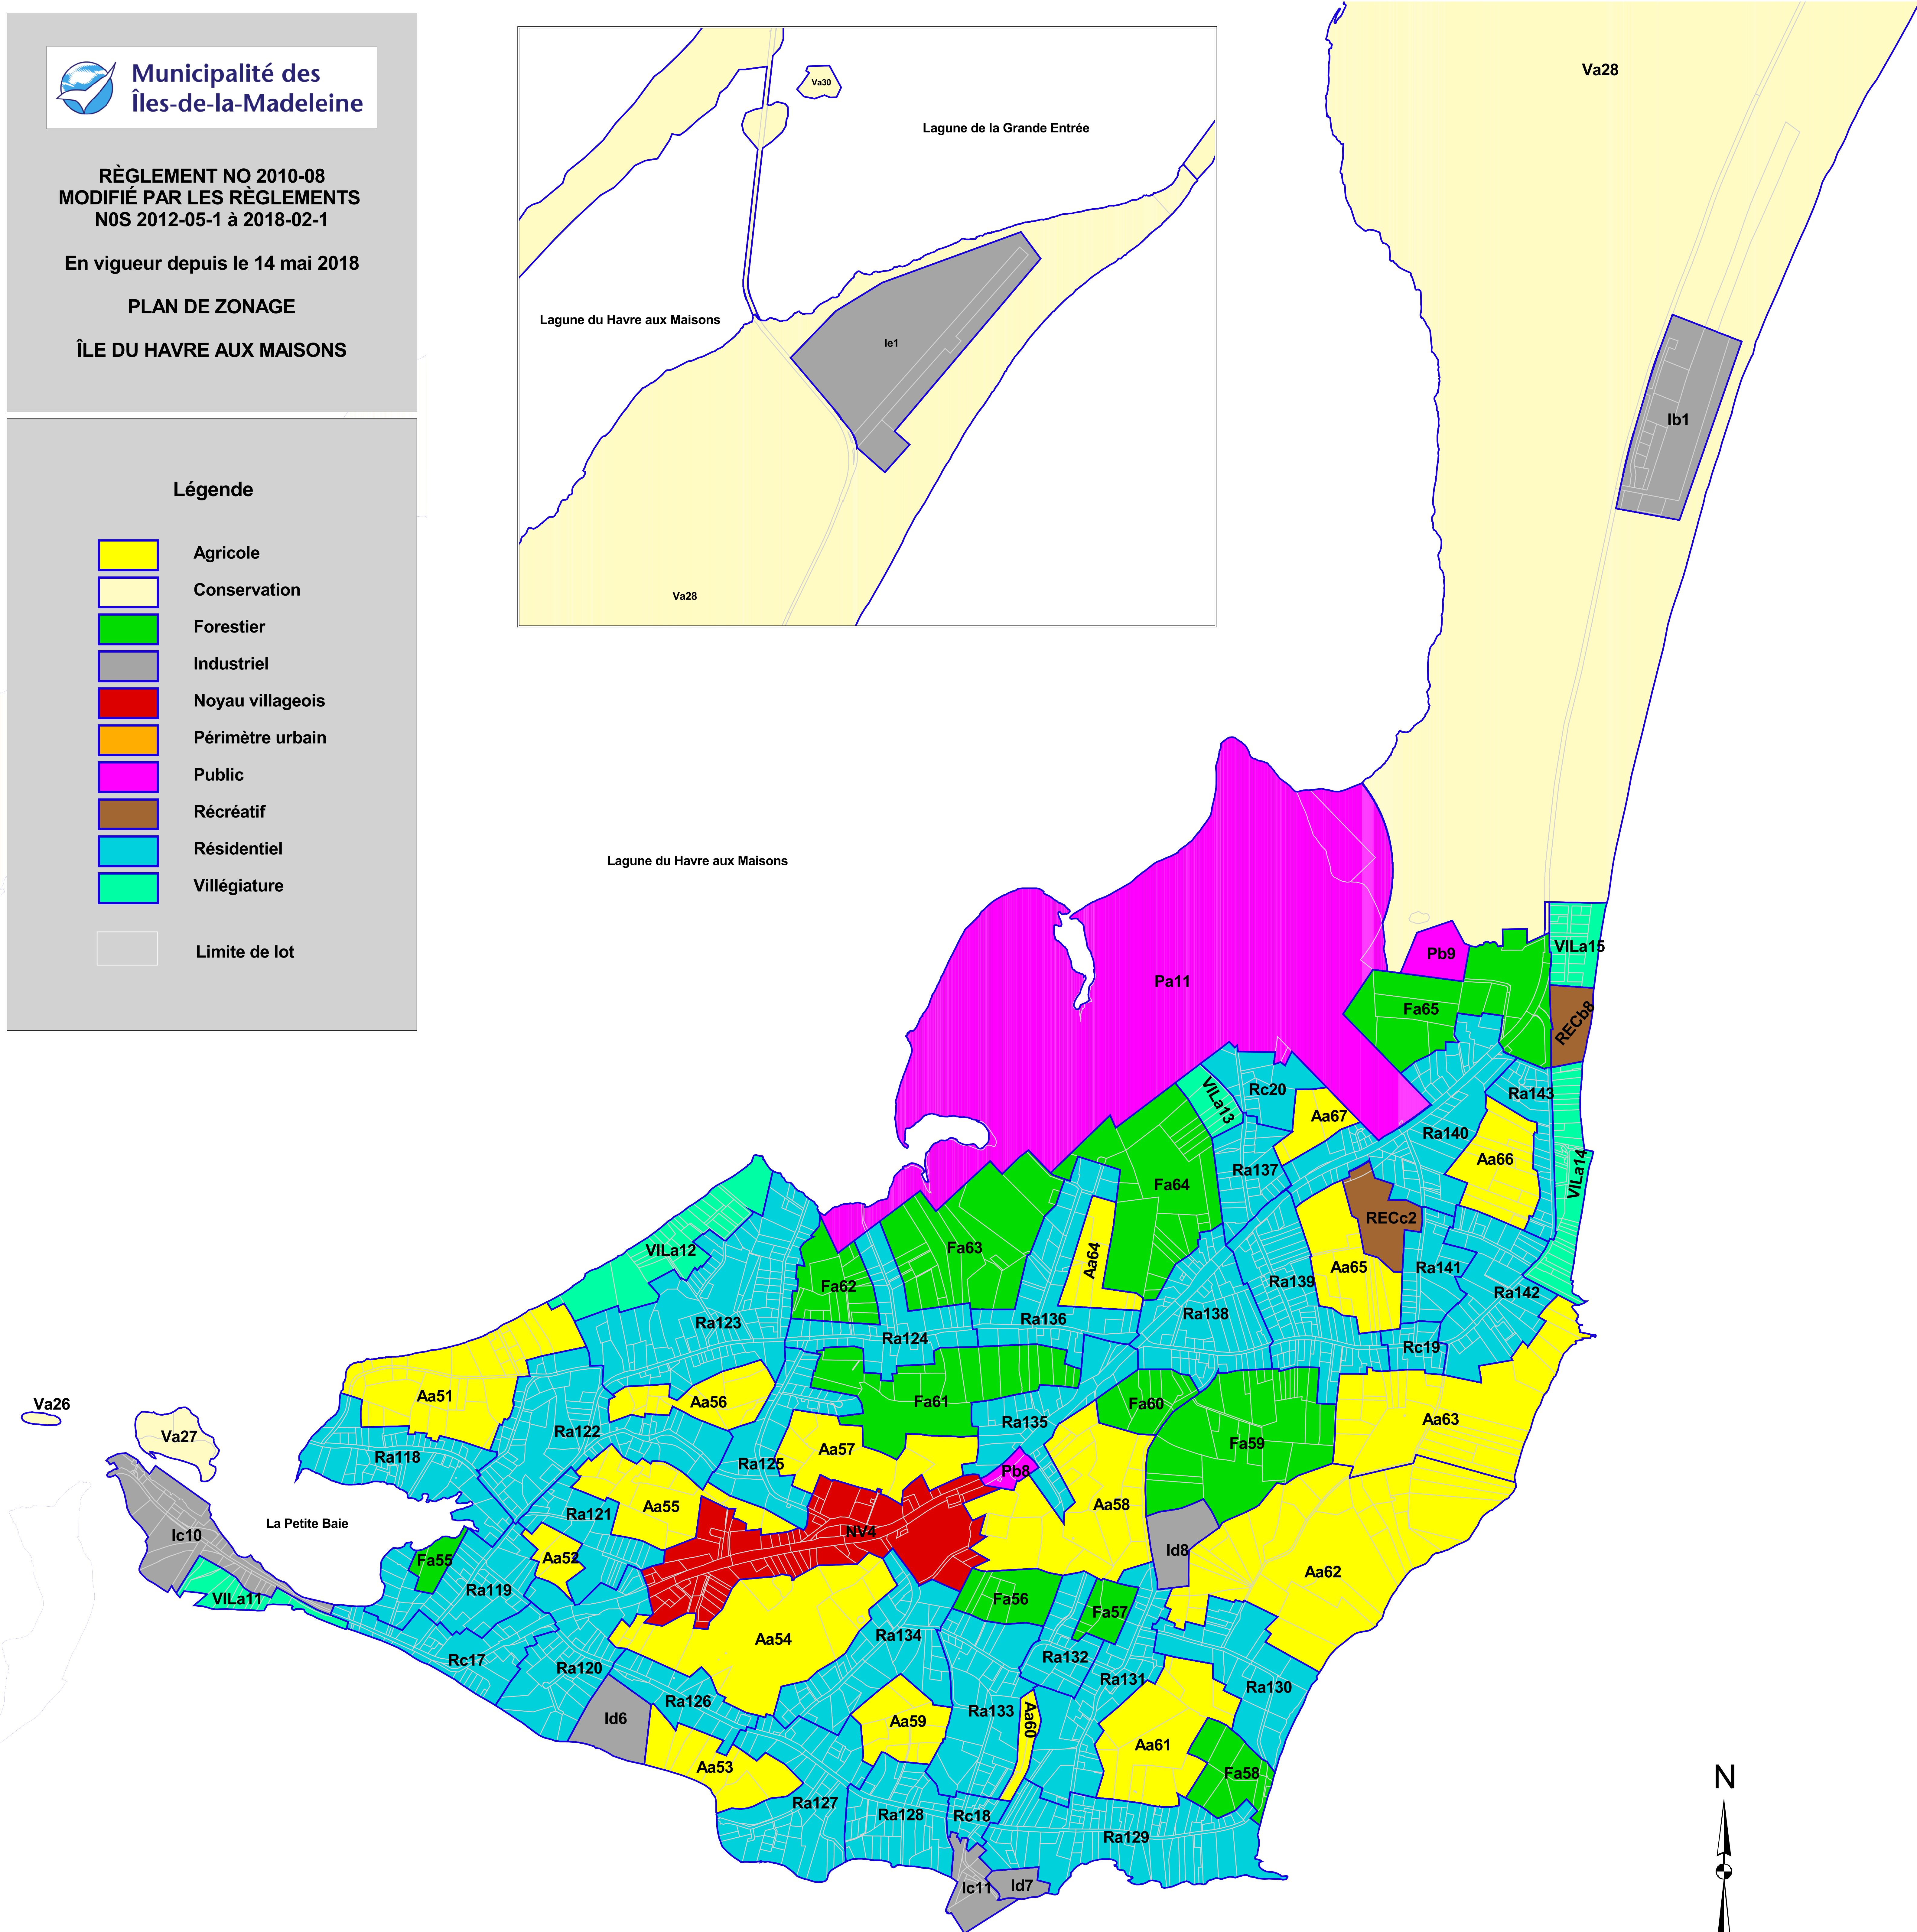 Municipalité des
Îles-de-la-Madeleine
RÈGLEMENT NO 2010-08
MODIFIÉ PAR LES RÈGLEMENTS
N0S 2012-05-1 à 2018-02-1
En vigueur depuis le 14 mai 2018
PLAN DE ZONAGE
ÎLE DU HAVRE AUX MAISONS
Légende
Agricole
Conservation
Forestier
Industriel
Noyau villageois
Périmètre urbain
Public
Récréatif
Résidentiel
Villégiature
Limite de lot
Va30
Lagune de la Grande Entrée
Lagune du Havre aux Maisons
Ie1
Va28
Va28
Ib1
Lagune du Havre aux Maisons
Pa11
Pb9
VILa15
Fa65
RECb8
VILa13
Rc20
Ra143
Aa67
Ra140
Aa66
Ra137
VILa14
Fa64
RECc2
VILa12
Fa63
Aa64
Fa62
Aa65
Ra141
Ra139
Ra142
Ra123
Ra124
Ra136
Ra138
Rc19
Aa51
Aa56
Fa61
Fa60
Va26
Va27
Ra122
Ra135
Aa63
Ra118
Aa57
Fa59
Ra125
Pb8
Aa55
Aa58
Ra121
La Petite Baie
Ic10
NV4
Aa52
Fa55
Id8
Ra119
Aa62
VILa11
Fa56
Fa57
Aa54
Ra134
Rc17
Ra120
Ra132
Ra131
Ra130
Ra126
Id6
Aa59
Ra133
Aa60
Aa61
Aa53
Fa58
Ra127
Ra128
Rc18
Ra129
Ic11
Id7
N